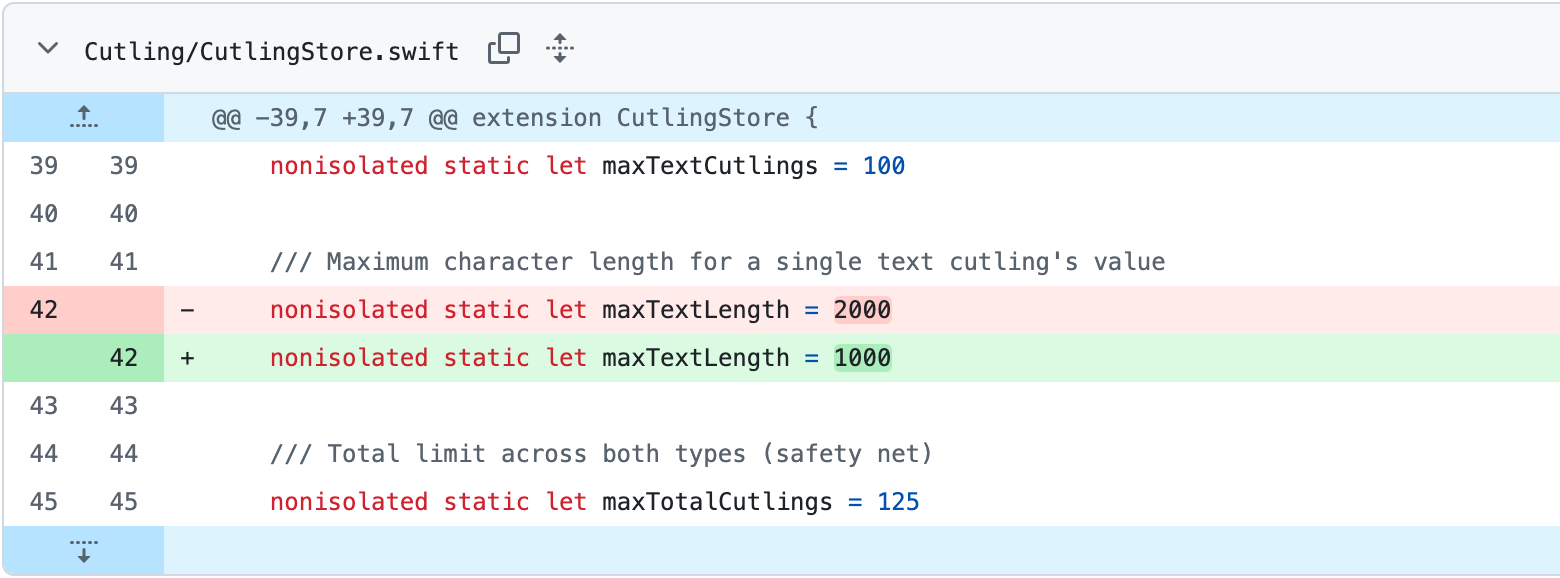 Cutling/CutlingStore.swift
@@ -39,7 +39,7 @@ extension CutlingStore {
39 39 nonisolated static let maxTextCutlings = 100
40 40
41 41 /// Maximum character length for a single text cutling's value
42 - nonisolated static let maxTextLength = 2000
42 + nonisolated static let maxTextLength = 1000
43 43
44 44 /// Total limit across both types (safety net)
45 45 nonisolated static let maxTotalCutlings = 125